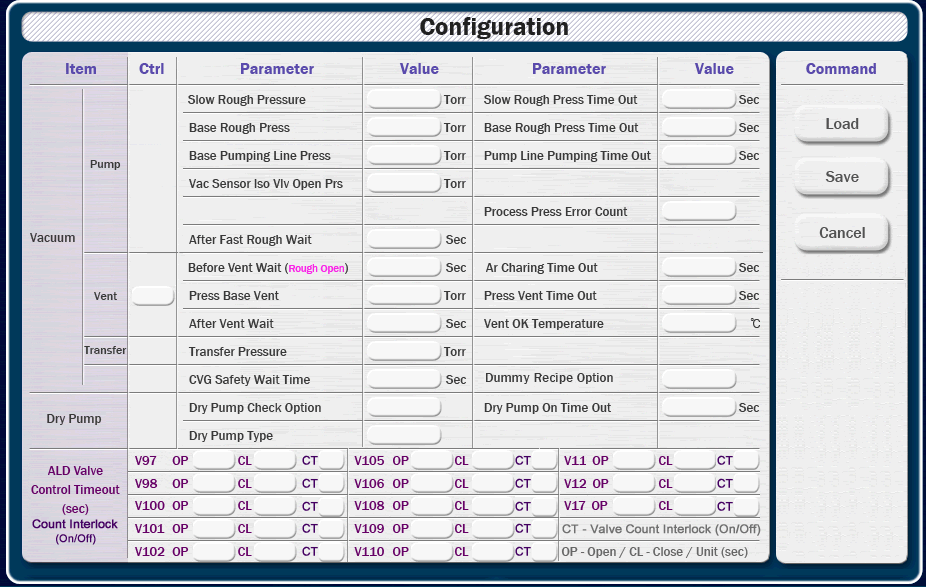 Configuration
Item Ctrl Parameter Value Parameter Value Command
Slow Rough Pressure Torr Slow Rough Press Time Out Sec
Load
Base Rough Press Torr Base Rough Press Time Out Sec
Base Pumping Line Press Torr Pump Line Pumping Time Out Sec
Pump
Save
Vac Sensor Iso Vlv Open Prs Torr
Process Press Error Count
Cancel
Vacuum
After Fast Rough Wait Sec
Before Vent Wait (Rough Open) Sec Ar Charing Time Out Sec
Vent Press Base Vent Torr Press Vent Time Out Sec
After Vent Wait Sec Vent OK Temperature ℃
Transfer Transfer Pressure Torr
CVG Safety Wait Time Sec Dummy Recipe Option
Dry Pump Check Option Dry Pump On Time Out Sec
Dry Pump
Dry Pump Type
ALD Valve
Control Timeout
(sec)
Count Interlock
(On/Off)
V97 OP CL CT V105 OP CL CT V11 OP CL CT
V98 OP CL CT V106 OP CL CT V12 OP CL CT
V100 OP CL CT V108 OP CL CT V17 OP CL CT
V101 OP CL CT V109 OP CL CT CT - Valve Count Interlock (On/Off)
V102 OP CL CT V110 OP CL CT OP - Open / CL - Close / Unit (sec)